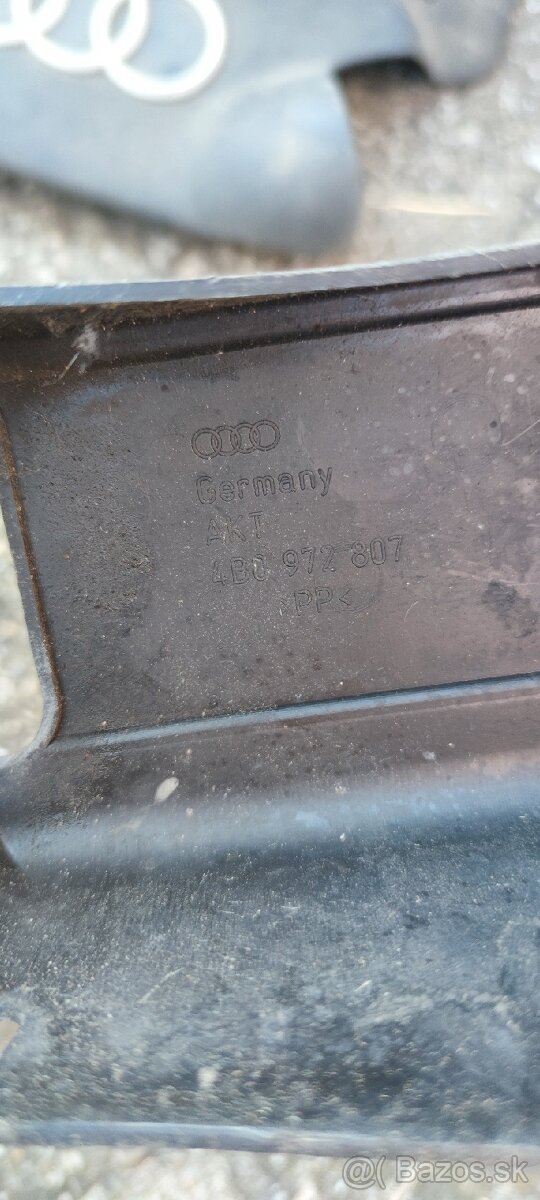 Germany
AKT
4B0 972 807
>PP<
@ Bazos.sk